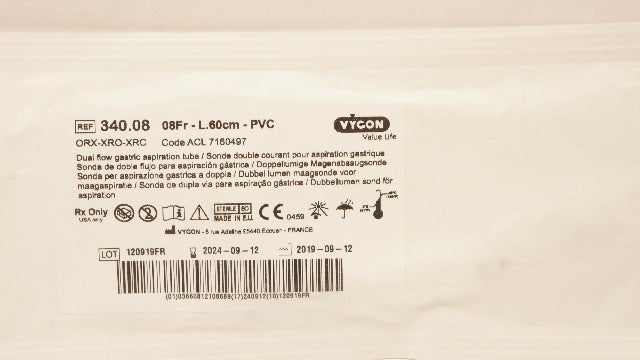 REF 340.08 08Fr - L.60cm - PVC
VYGON
Value Life
ORX-XRO-XRC Code ACL 7160497
Dual flow gastric aspiration tube / Sonde double courant pour aspiration gastrique
Sonda de doble flujo para aspiración gástrica / Doppellumige Magenabsaugsonde
Sonda per aspirazione gastrica a doppia / Dubbel lumen maagsonde voor
maagaspiratie / Sonda de dupla via para aspiração gástrica / Dubbellumen sond för
aspiration
Rx Only
USA only
STERILE EO
MADE IN E.U.
CE 0459
VYGON - 5 rue Adeline 95440 Ecouen - FRANCE
LOT 120919FR 2024-09-12 2019-09-12
(01)03660812108669(17)240912(10)120919FR